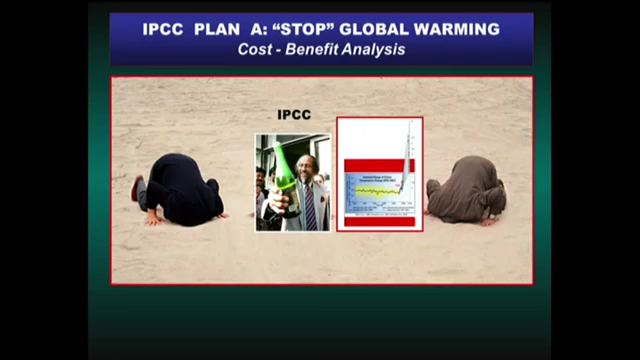 IPCC PLAN A: “STOP” GLOBAL WARMING
Cost - Benefit Analysis
IPCC